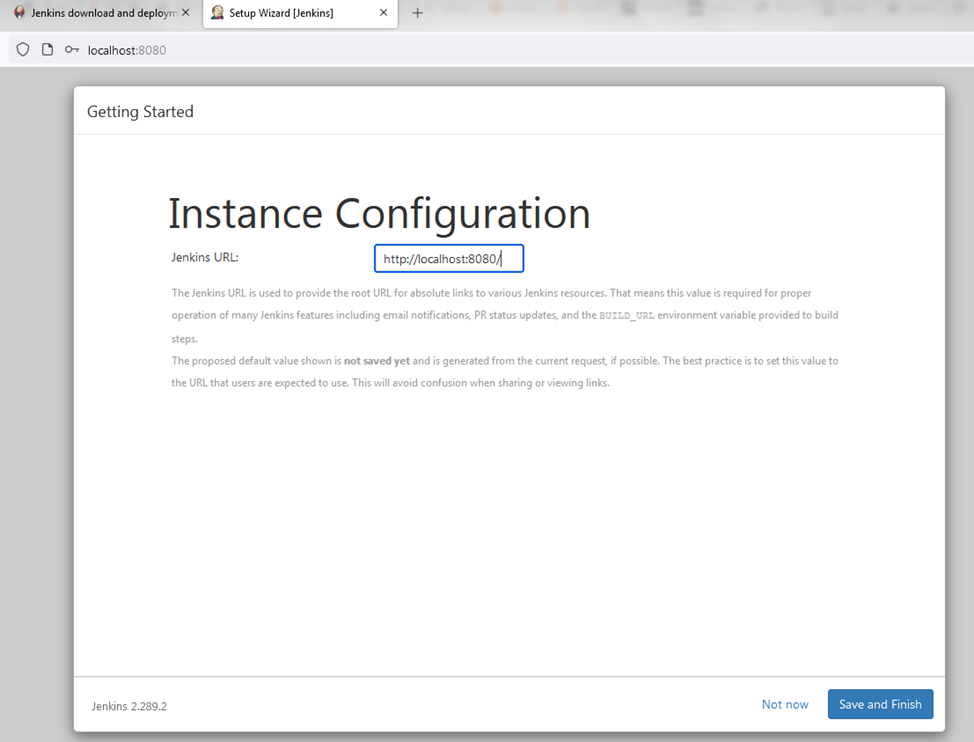 Jenkins download and deploym
Setup Wizard [Jenkins]
localhost:8080
Getting Started
Instance Configuration
Jenkins URL:
http://localhost:8080/
The Jenkins URL is used to provide the root URL for absolute links to various Jenkins resources. That means this value is required for proper
operation of many Jenkins features including email notifications, PR status updates, and the BUILD_URL environment variable provided to build
steps.
The proposed default value shown is not saved yet and is generated from the current request, if possible. The best practice is to set this value to
the URL that users are expected to use. This will avoid confusion when sharing or viewing links.
Jenkins 2.289.2
Not now
Save and Finish